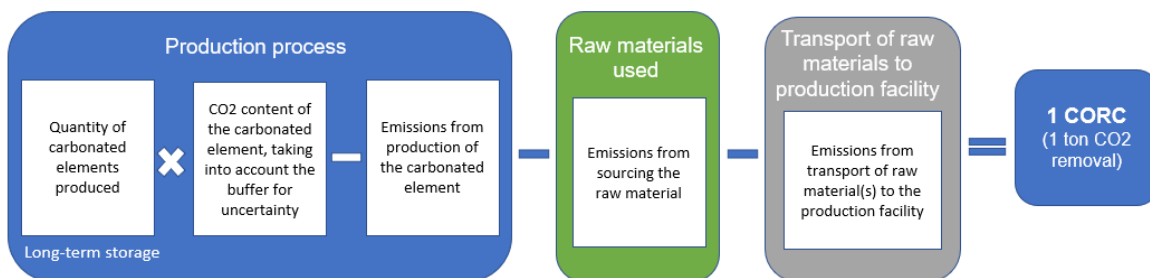 Production process
Quantity of
carbonated
elements
produced
CO2 content of
the carbonated
element, taking
into account the
buffer for
uncertainty
Emissions from
production of
the carbonated
element
Long-term storage
Raw materials
used
Emissions from
sourcing the
raw material
Transport of raw
materials to
production facility
Emissions from
transport of raw
material(s) to the
production facility
1 CORC
(1 ton CO2
removal)